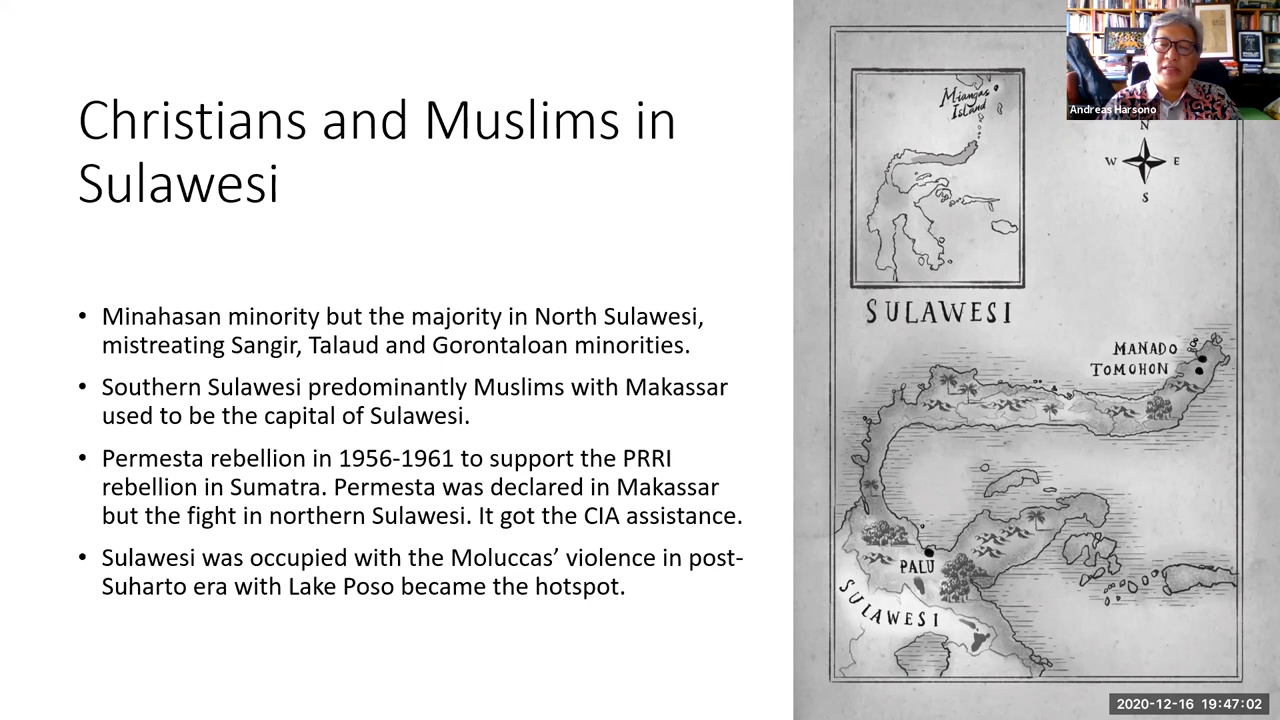 Christians and Muslims in
Sulawesi
• Minahasan minority but the majority in North Sulawesi,
mistreating Sangir, Talaud and Gorontaloan minorities.
• Southern Sulawesi predominantly Muslims with Makassar
used to be the capital of Sulawesi.
• Permesta rebellion in 1956-1961 to support the PRRI
rebellion in Sumatra. Permesta was declared in Makassar
but the fight in northern Sulawesi. It got the CIA assistance.
• Sulawesi was occupied with the Moluccas’ violence in post-
Suharto era with Lake Poso became the hotspot.
Andreas Harsono
Miangas
Island
N
W E
S
SULAWESI
MANADO
TOMOHON
PALU
SULAWESI
2020-12-16 19:47:02